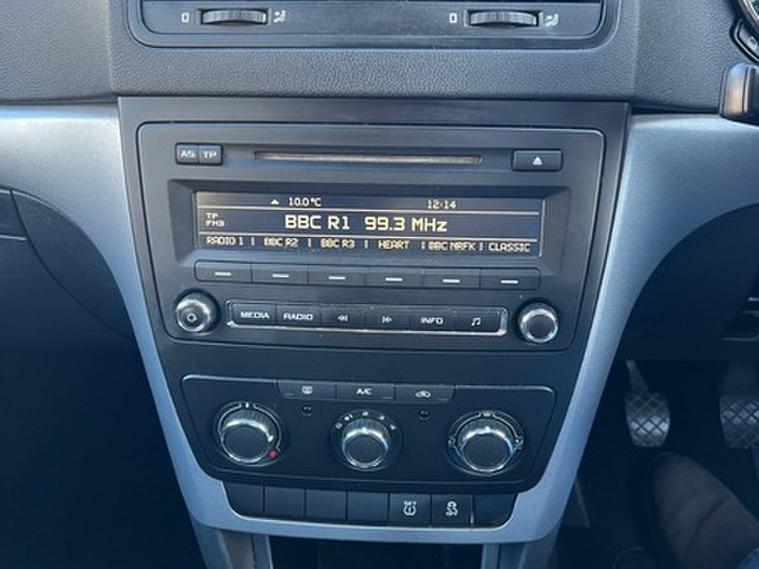 AS TP
10.0°C 12:14
TP
FM3
BBC R1 99.3 MHz
RADIO 1 | BBC R2 | BBC R3 | HEART | BBC NRFK | CLASSIC
MEDIA RADIO INFO
A/C
SET